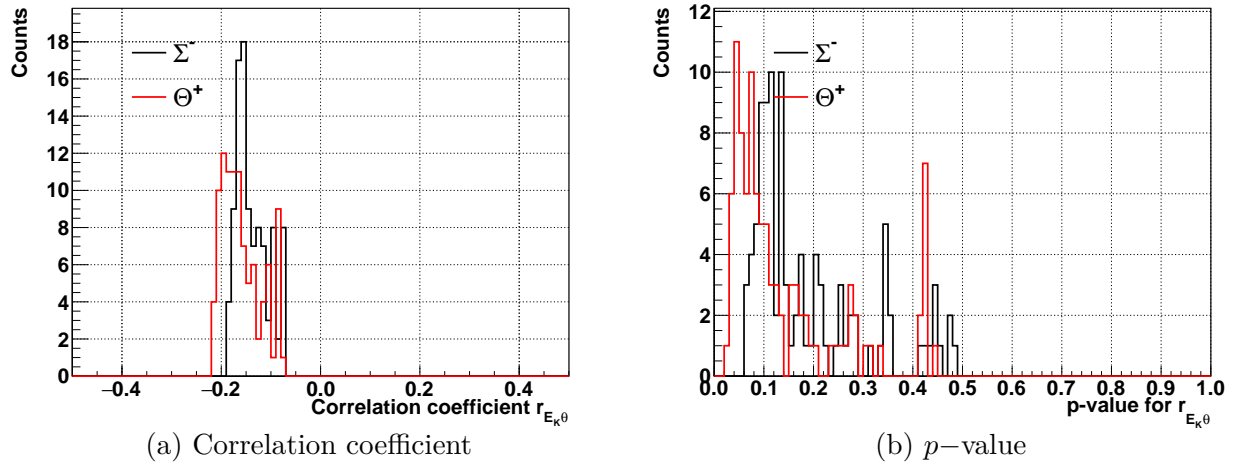 Counts
18
16
14
12
10
8
6
4
2
0
Σ⁻
Θ⁺
−0.4 −0.2 0.0 0.2 0.4
Correlation coefficient r_{E_K θ}
(a) Correlation coefficient
Counts
12
10
8
6
4
2
0
Σ⁻
Θ⁺
0.0 0.1 0.2 0.3 0.4 0.5 0.6 0.7 0.8 0.9 1.0
p-value for r_{E_K θ}
(b) p−value